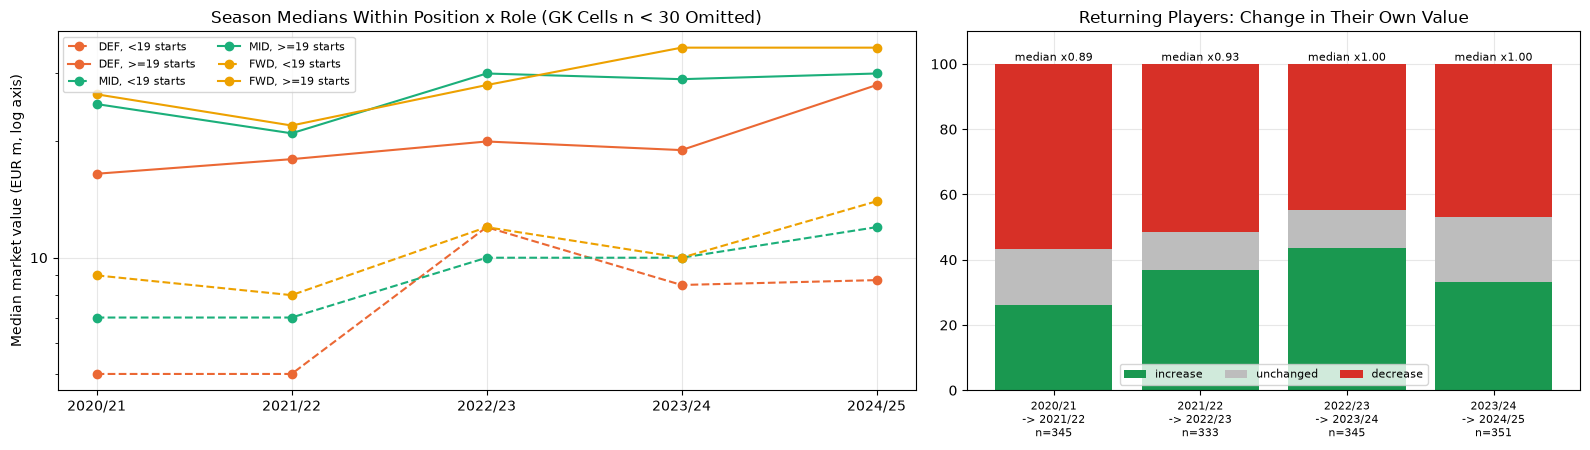 Season Medians Within Position x Role (GK Cells n < 30 Omitted)
Median market value (EUR m, log axis)
DEF, <19 starts
DEF, >=19 starts
MID, <19 starts
MID, >=19 starts
FWD, <19 starts
FWD, >=19 starts
10
2020/21
2021/22
2022/23
2023/24
2024/25
Returning Players: Change in Their Own Value
100
80
60
40
20
0
median x0.89
median x0.93
median x1.00
median x1.00
increase
unchanged
decrease
2020/21
-> 2021/22
n=345
2021/22
-> 2022/23
n=333
2022/23
-> 2023/24
n=345
2023/24
-> 2024/25
n=351